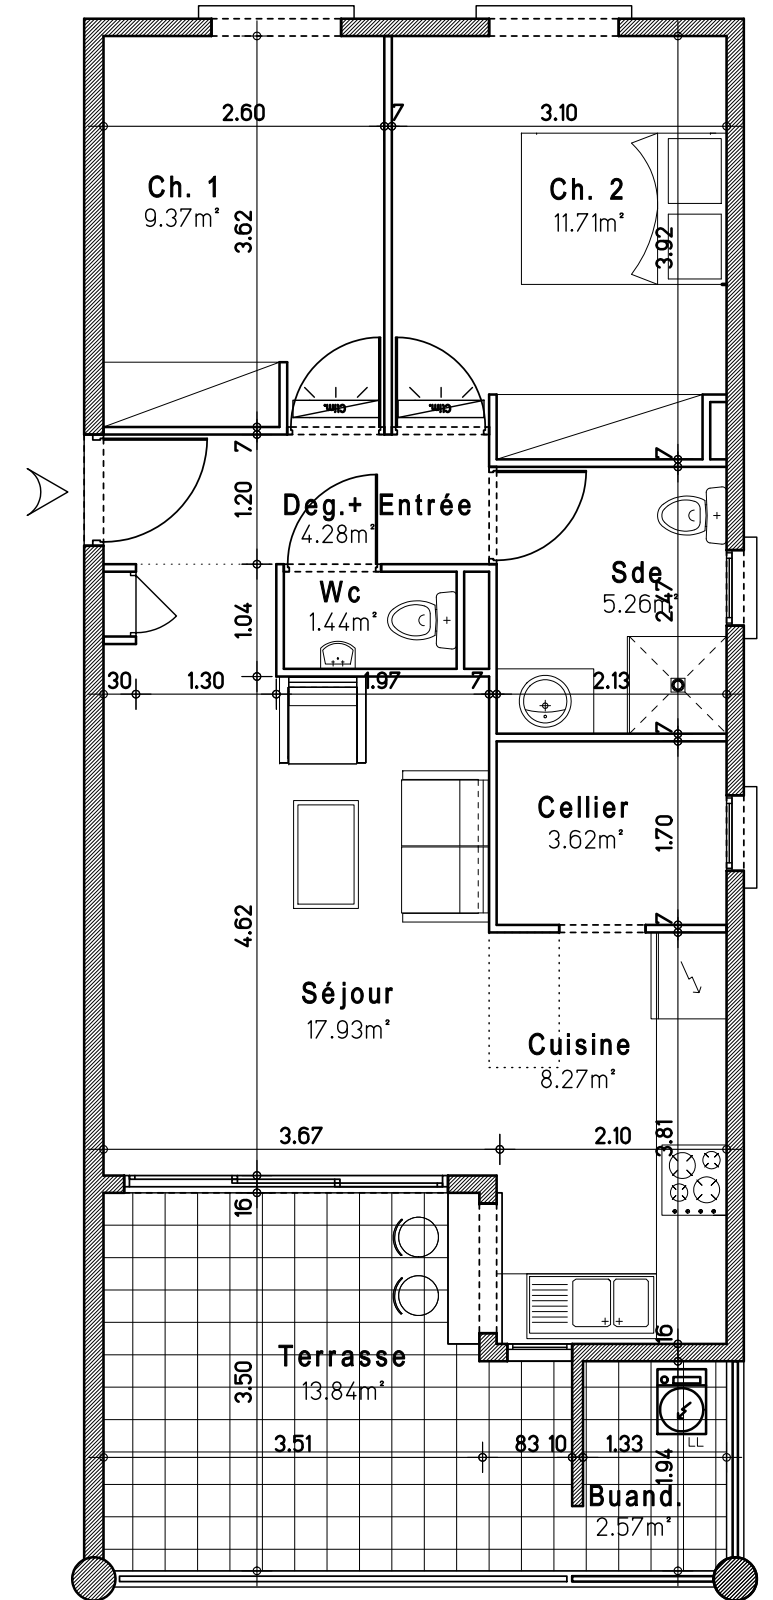 2.60
7
3.10
Ch. 1
9.37m²
Ch. 2
11.71m²
3.62
3.92
Clim.
Clim.
7
7
1.20
Deg.+ Entrée
4.28m²
Wc
1.44m²
Sde
5.26m²
2.47
1.04
30
1.30
1.97
7
2.13
7
Cellier
3.62m²
1.70
7
4.62
Séjour
17.93m²
Cuisine
8.27m²
3.67
2.10
3.81
16
16
Terrasse
13.84m²
3.50
3.51
83
10
1.33
LL
1.94
Buand.
2.57m²